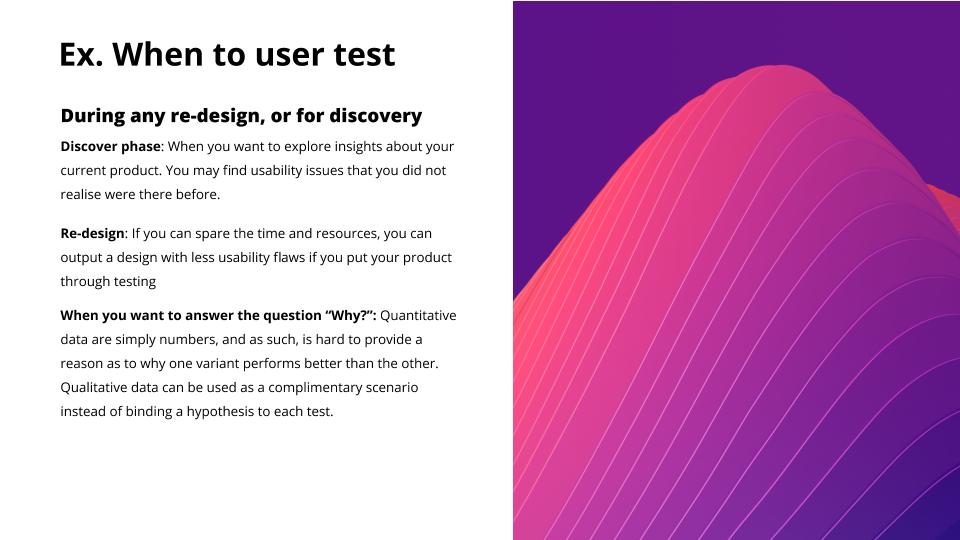 Ex. When to user test
During any re-design, or for discovery
Discover phase: When you want to explore insights about your
current product. You may find usability issues that you did not
realise were there before.
Re-design: If you can spare the time and resources, you can
output a design with less usability flaws if you put your product
through testing
When you want to answer the question “Why?”: Quantitative
data are simply numbers, and as such, is hard to provide a
reason as to why one variant performs better than the other.
Qualitative data can be used as a complimentary scenario
instead of binding a hypothesis to each test.